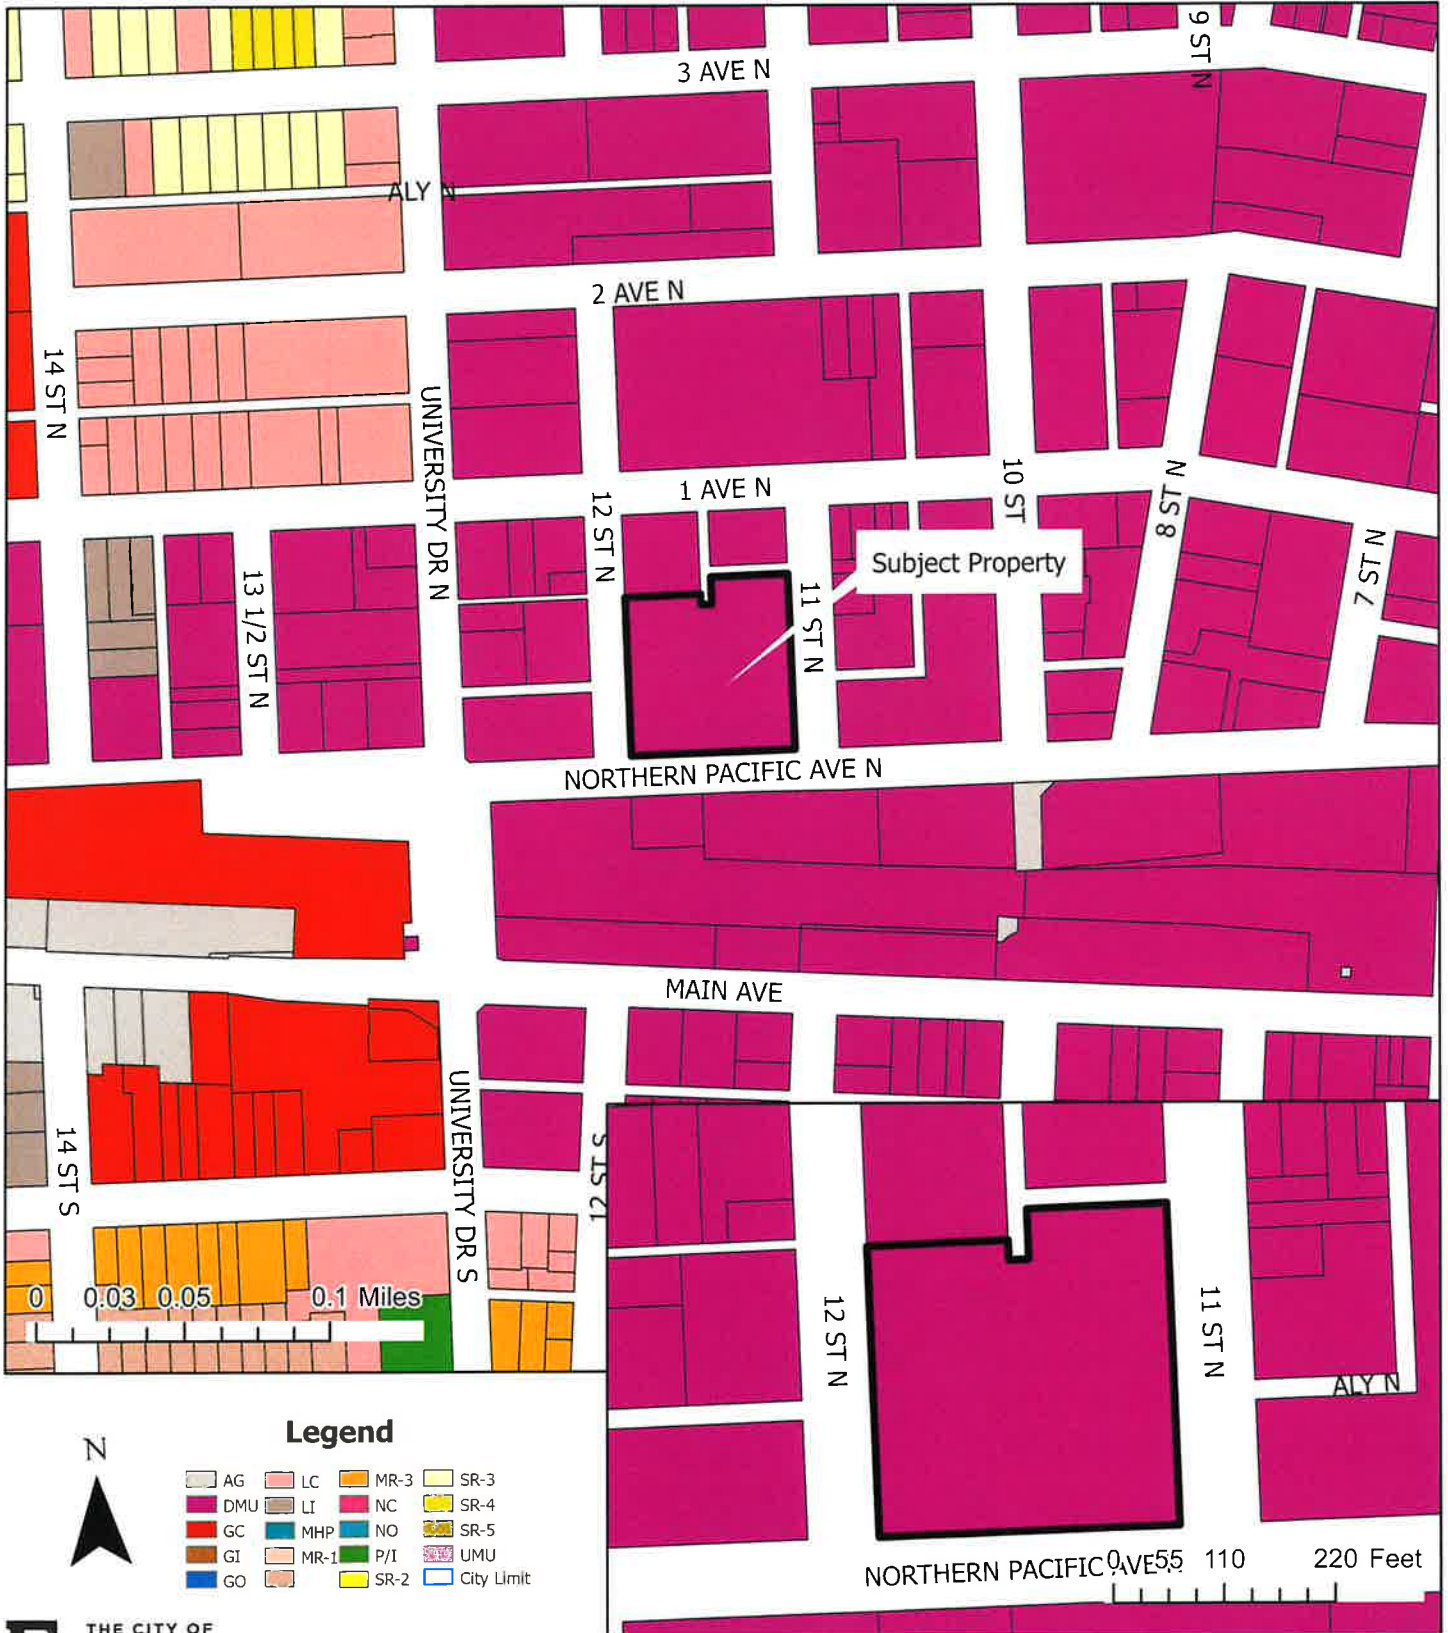 9 ST N
3 AVE N
ALY N
2 AVE N
14 ST N
UNIVERSITY DR N
1 AVE N
10 ST
8 ST N
12 ST N
Subject Property
7 ST N
13 1/2 ST N
11 ST N
NORTHERN PACIFIC AVE N
MAIN AVE
UNIVERSITY DR S
14 ST S
12 ST S
0 0.03 0.05 0.1 Miles
12 ST N
11 ST N
ALY N
NORTHERN PACIFIC AVE
0 55 110 220 Feet
N
Legend
AG LC MR-3 SR-3
DMU LI NC SR-4
GC MHP NO SR-5
GI MR-1 P/I UMU
GO SR-2 City Limit
THE CITY OF